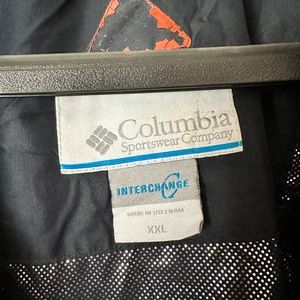 Columbia
Sportswear Company
INTERCHANGE
MADE IN VIETNAM
XXL